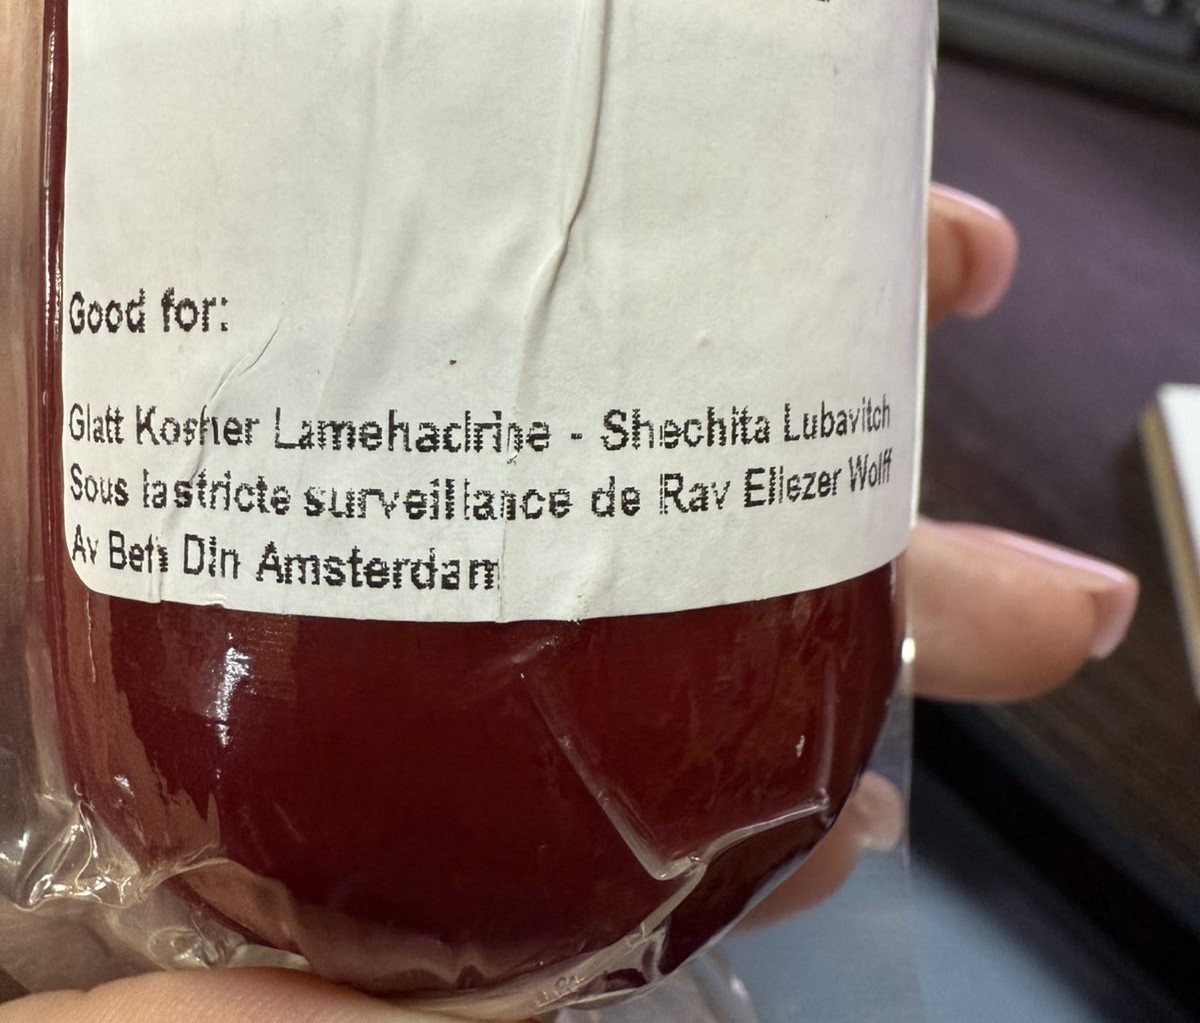 Good for:
Glatt Kosher Lamehadrine - Shechita Lubavitch
Sous lastricte surveillance de Rav Eliezer Wolff
Av Beth Din Amsterdam